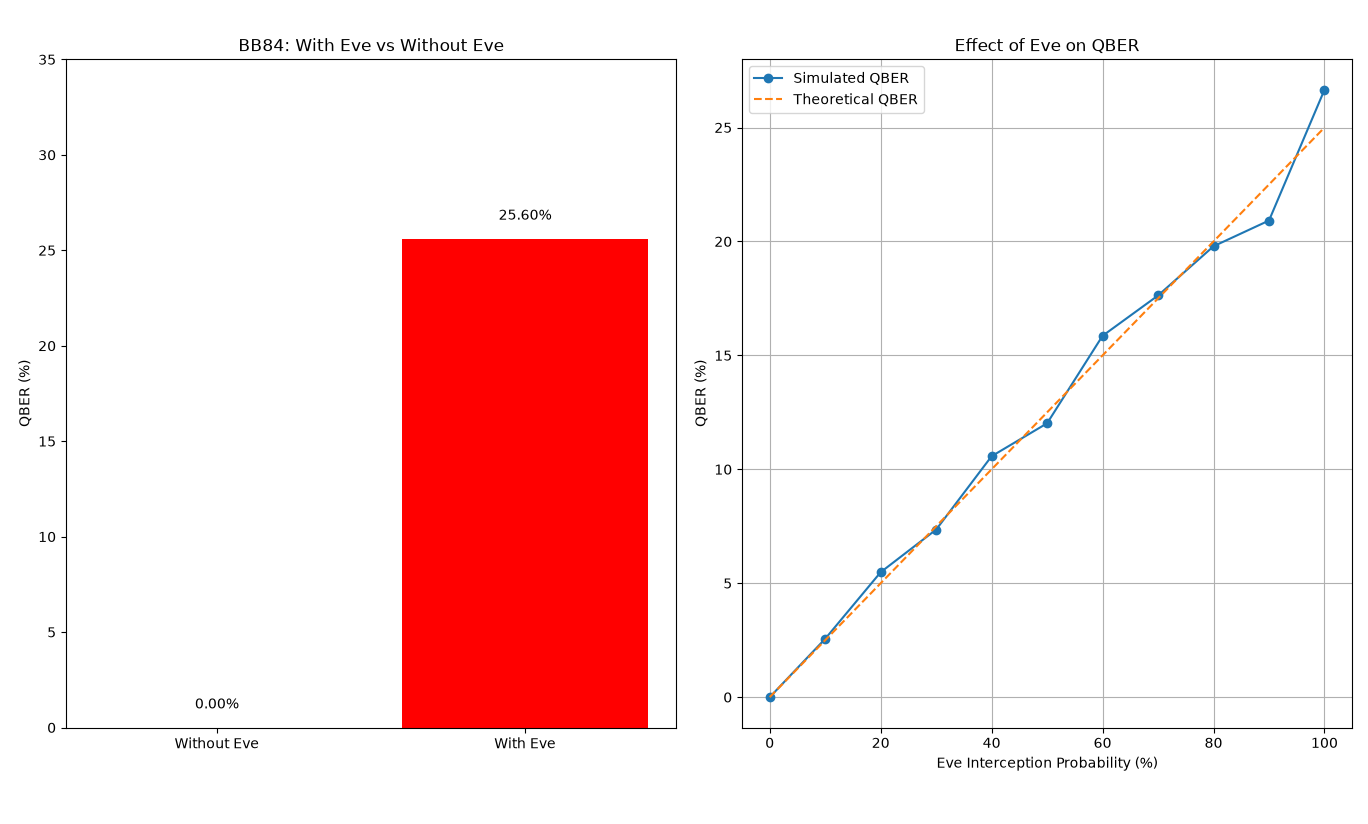 BB84: With Eve vs Without Eve
35
30
25
20
15
10
5
0
QBER (%)
25.60%
0.00%
Without Eve
With Eve
Effect of Eve on QBER
Simulated QBER
Theoretical QBER
25
20
15
10
5
0
QBER (%)
0
20
40
60
80
100
Eve Interception Probability (%)